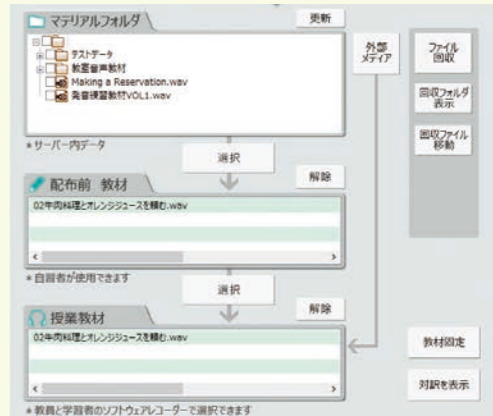 マテリアルフォルダ
更新
テストデータ
教室音声教材
Making a Reservation.wav
発音練習教材VOL1.wav
外部
メディア
ファイル
回収
回収フォルダ
表示
回収ファイル
移動
*サーバー内データ
選択
配布前 教材
解除
02牛肉料理とオレンジジュースを頼む.wav
*自習者が使用できます
選択
授業教材
解除
02牛肉料理とオレンジジュースを頼む.wav
教材固定
対訳を表示
*教員と学習者のソフトウェアレコーダーで選択できます